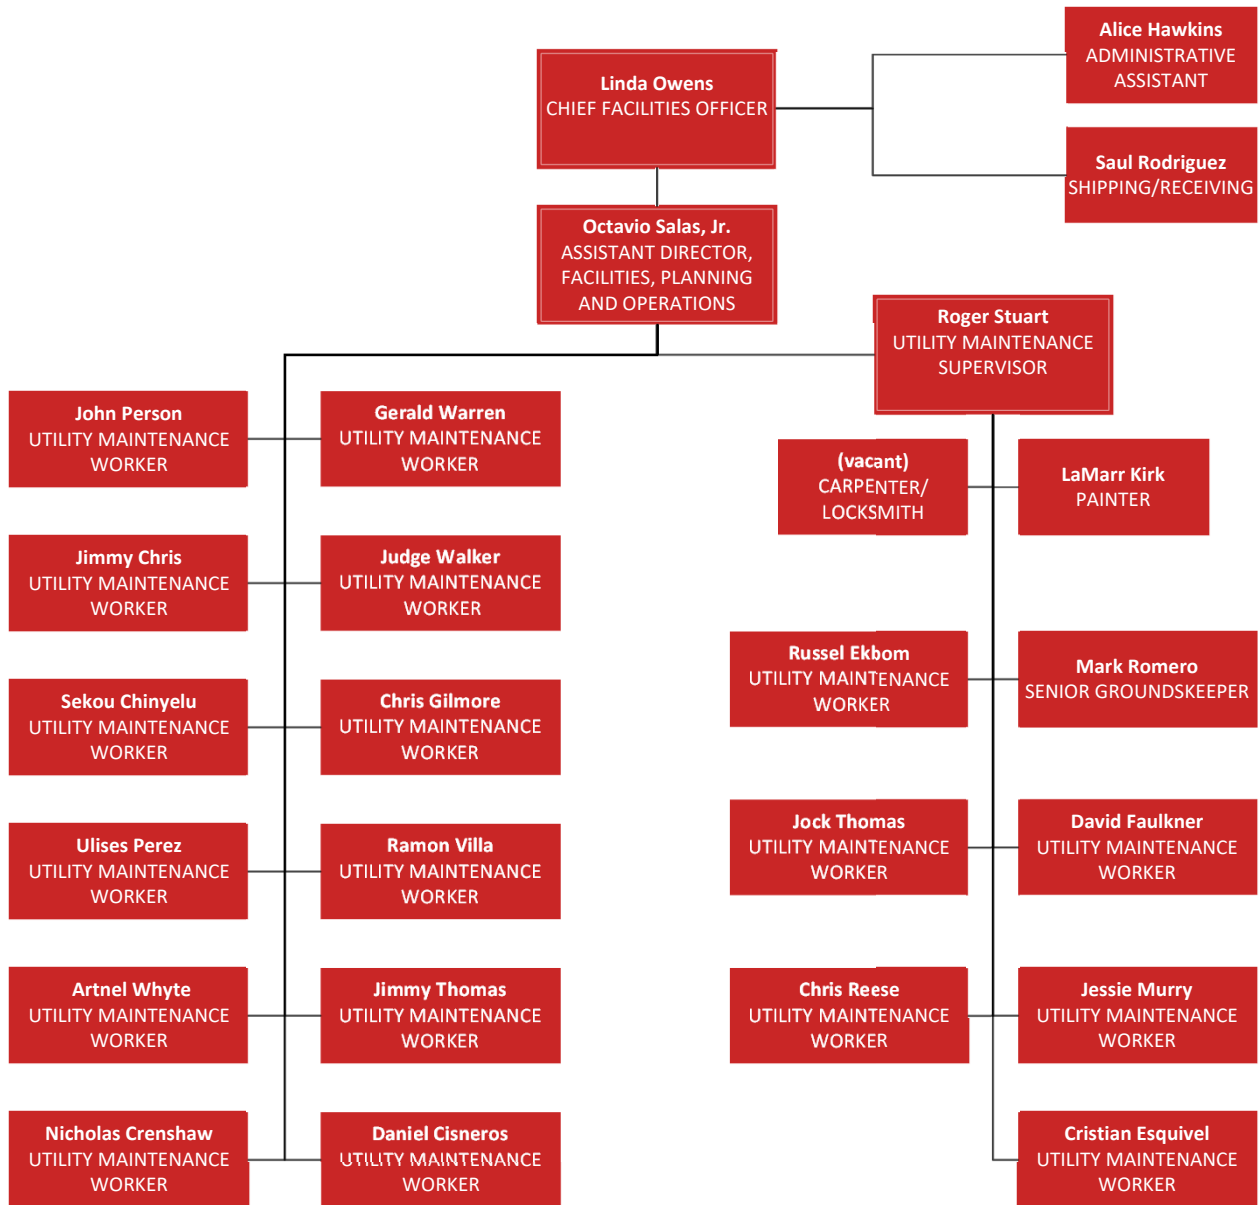 Alice Hawkins
ADMINISTRATIVE
ASSISTANT
Linda Owens
CHIEF FACILITIES OFFICER
Saul Rodriguez
SHIPPING/RECEIVING
Octavio Salas, Jr.
ASSISTANT DIRECTOR,
FACILITIES, PLANNING
AND OPERATIONS
Roger Stuart
UTILITY MAINTENANCE
SUPERVISOR
John Person
UTILITY MAINTENANCE
WORKER
Gerald Warren
UTILITY MAINTENANCE
WORKER
(vacant)
CARPENTER/
LOCKSMITH
LaMarr Kirk
PAINTER
Jimmy Chris
UTILITY MAINTENANCE
WORKER
Judge Walker
UTILITY MAINTENANCE
WORKER
Russel Ekbom
UTILITY MAINTENANCE
WORKER
Mark Romero
SENIOR GROUNDSKEEPER
Sekou Chinyelu
UTILITY MAINTENANCE
WORKER
Chris Gilmore
UTILITY MAINTENANCE
WORKER
Jock Thomas
UTILITY MAINTENANCE
WORKER
David Faulkner
UTILITY MAINTENANCE
WORKER
Ulises Perez
UTILITY MAINTENANCE
WORKER
Ramon Villa
UTILITY MAINTENANCE
WORKER
Artnel Whyte
UTILITY MAINTENANCE
WORKER
Jimmy Thomas
UTILITY MAINTENANCE
WORKER
Chris Reese
UTILITY MAINTENANCE
WORKER
Jessie Murry
UTILITY MAINTENANCE
WORKER
Nicholas Crenshaw
UTILITY MAINTENANCE
WORKER
Daniel Cisneros
UTILITY MAINTENANCE
WORKER
Cristian Esquivel
UTILITY MAINTENANCE
WORKER